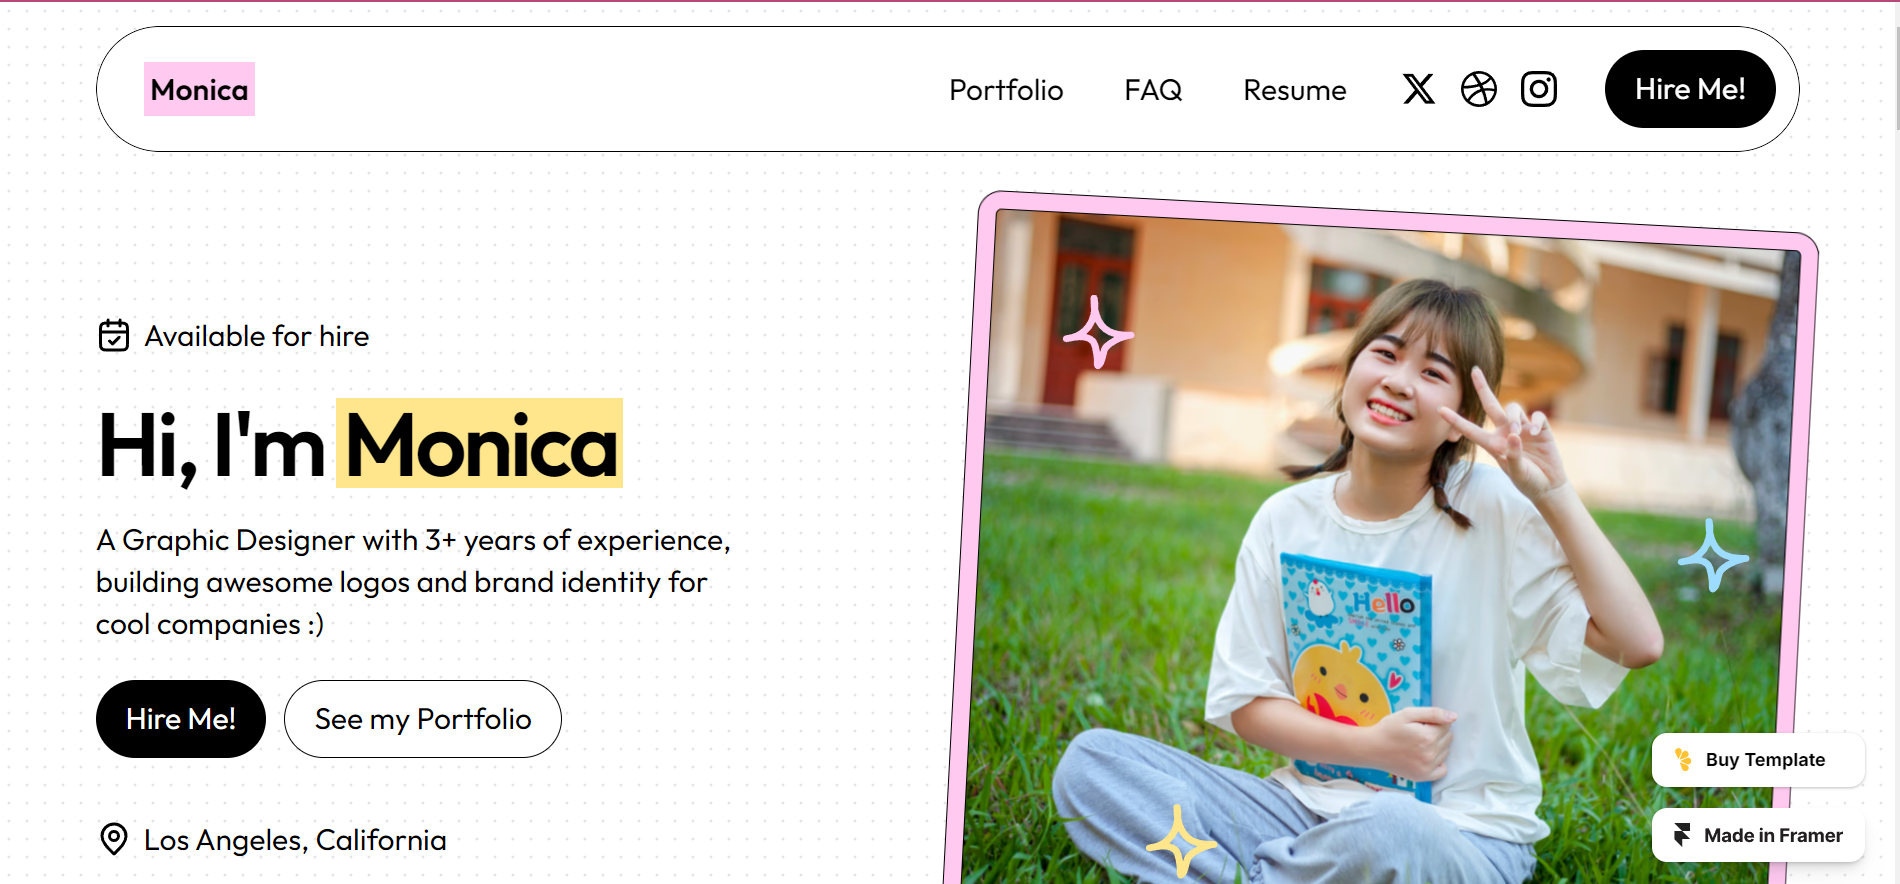 Monica
Portfolio
FAQ
Resume
Hire Me!
Available for hire
Hi, I'm Monica
A Graphic Designer with 3+ years of experience,
building awesome logos and brand identity for
cool companies :)
Hire Me!
See my Portfolio
Los Angeles, California
Hello
Buy Template
Made in Framer